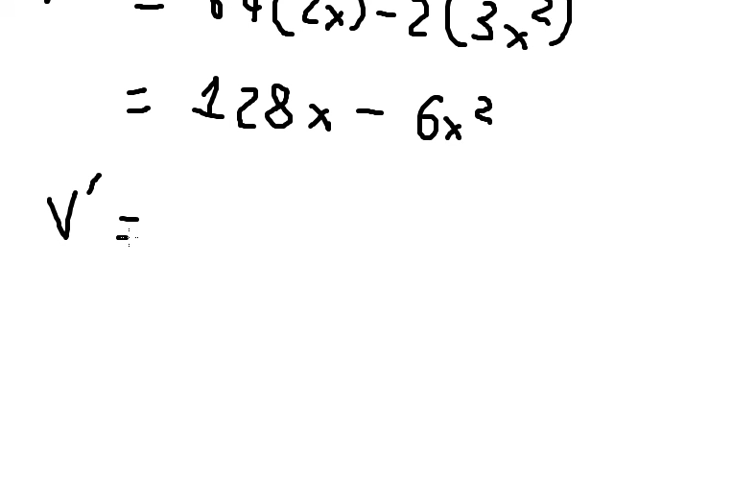 = 64(2x) - 2(3x²)
= 128x - 6x²
V' =